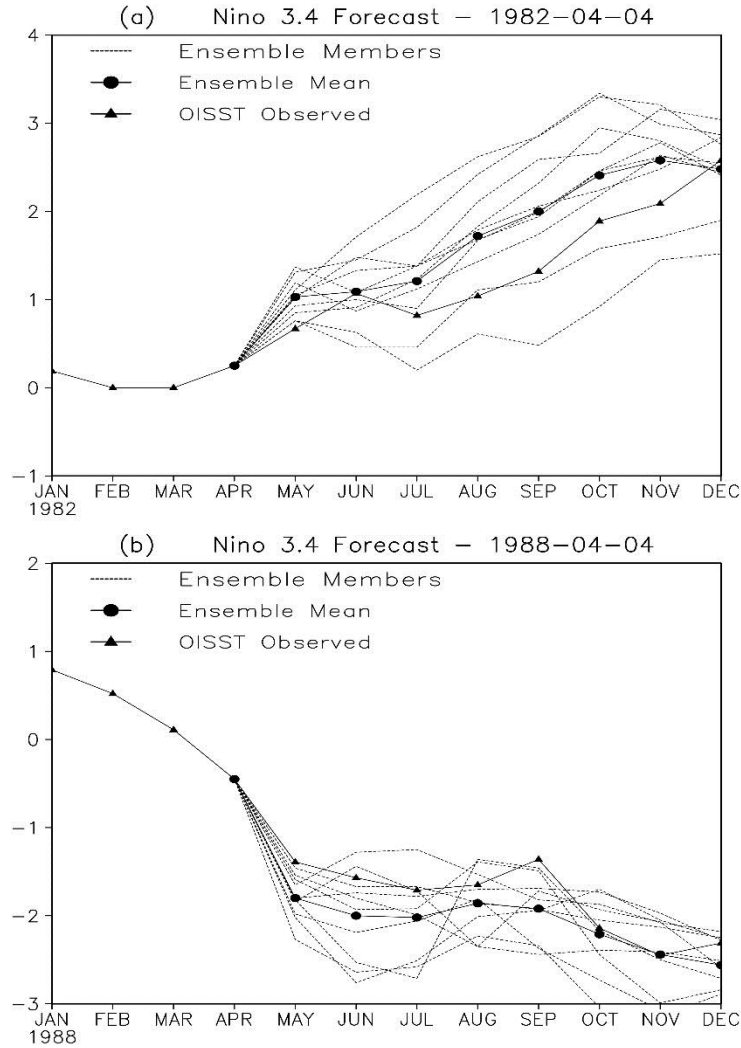 (a) Nino 3.4 Forecast – 1982–04–04
4
Ensemble Members
Ensemble Mean
OISST Observed
3
2
1
0
−1
JAN FEB MAR APR MAY JUN JUL AUG SEP OCT NOV DEC
1982
(b) Nino 3.4 Forecast – 1988–04–04
2
Ensemble Members
Ensemble Mean
OISST Observed
1
0
−1
−2
−3
JAN FEB MAR APR MAY JUN JUL AUG SEP OCT NOV DEC
1988